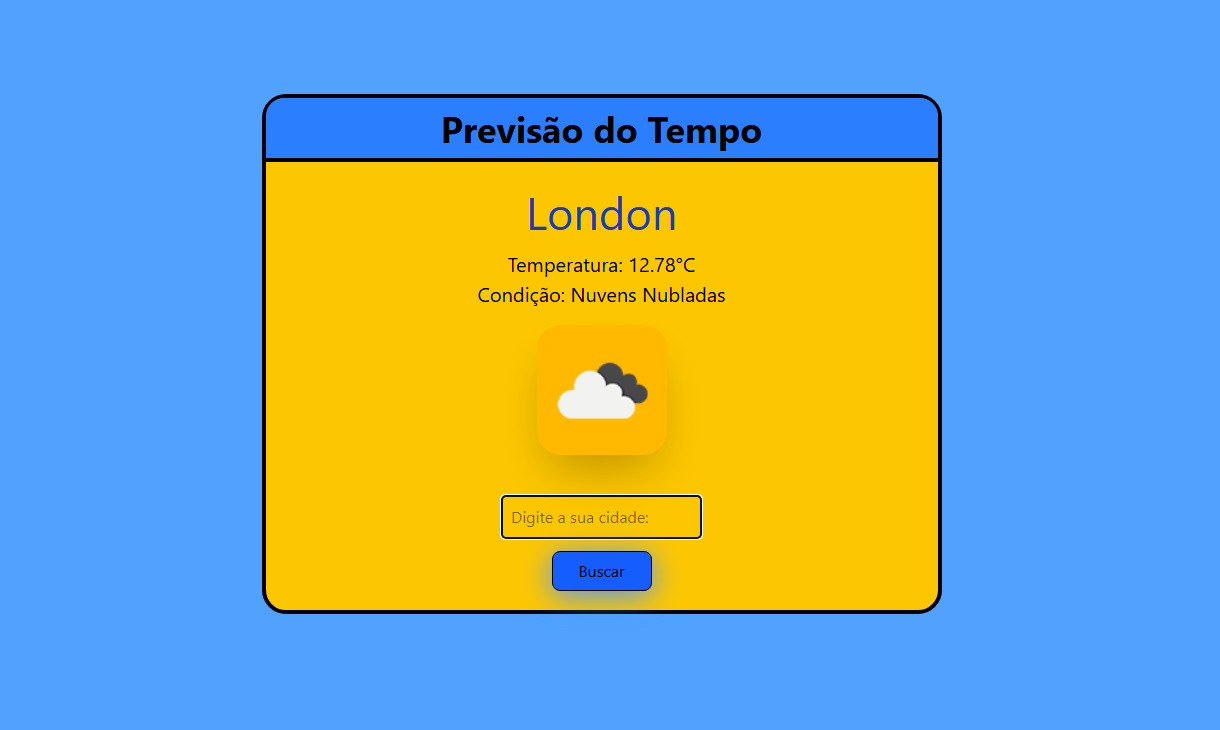 Previsão do Tempo
London
Temperatura: 12.78°C
Condição: Nuvens Nubladas
Digite a sua cidade:
Buscar